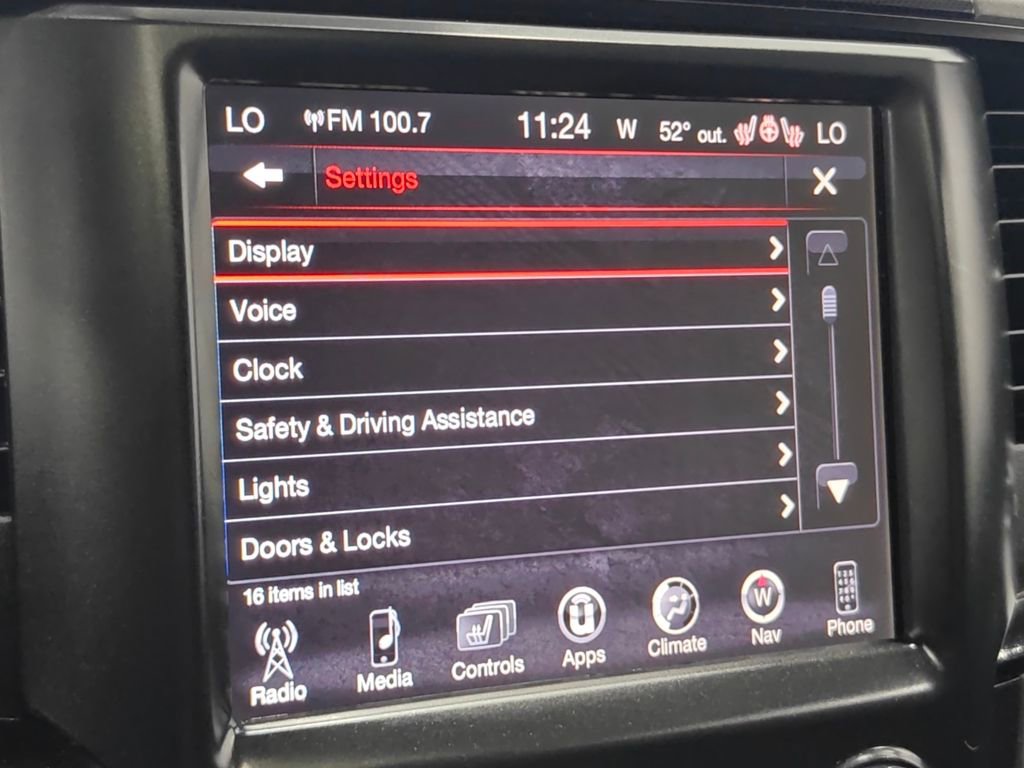 LO FM 100.7 11:24 W 52° out. LO
Settings
Display
Voice
Clock
Safety & Driving Assistance
Lights
Doors & Locks
16 items in list
Radio Media Controls Apps Climate Nav Phone